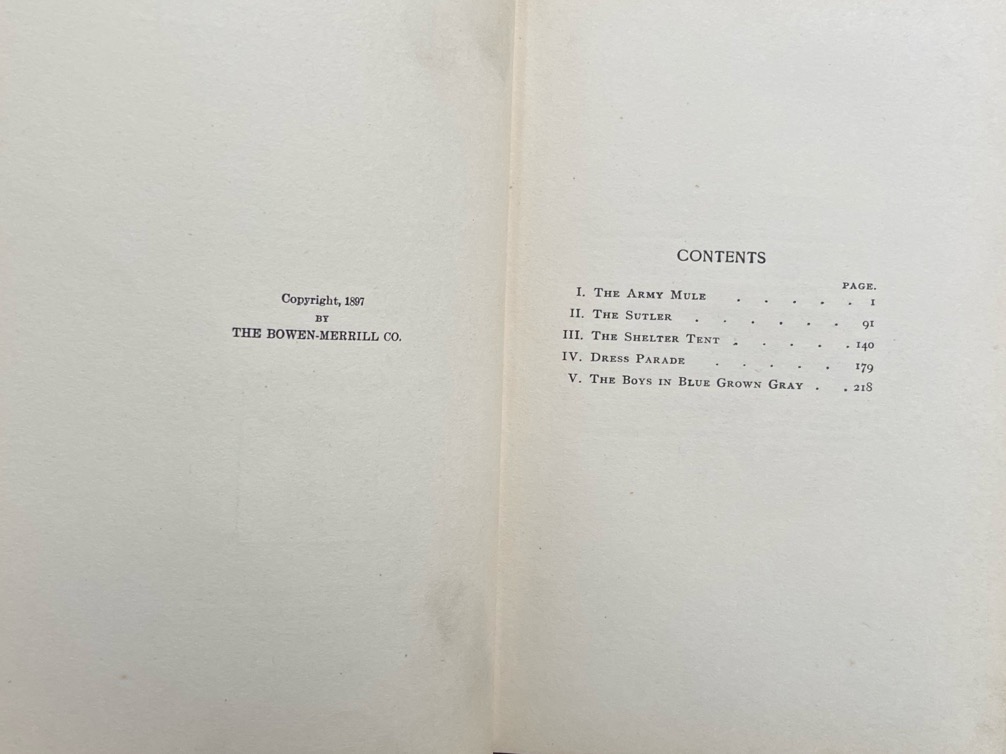 Copyright, 1897
BY
THE BOWEN-MERRILL CO.
CONTENTS
PAGE.
I. THE ARMY MULE . . . . . 1
II. THE SUTLER . . . . . . 91
III. THE SHELTER TENT . . . . . 140
IV. DRESS PARADE . . . . . 179
V. THE BOYS IN BLUE GROWN GRAY . . 218